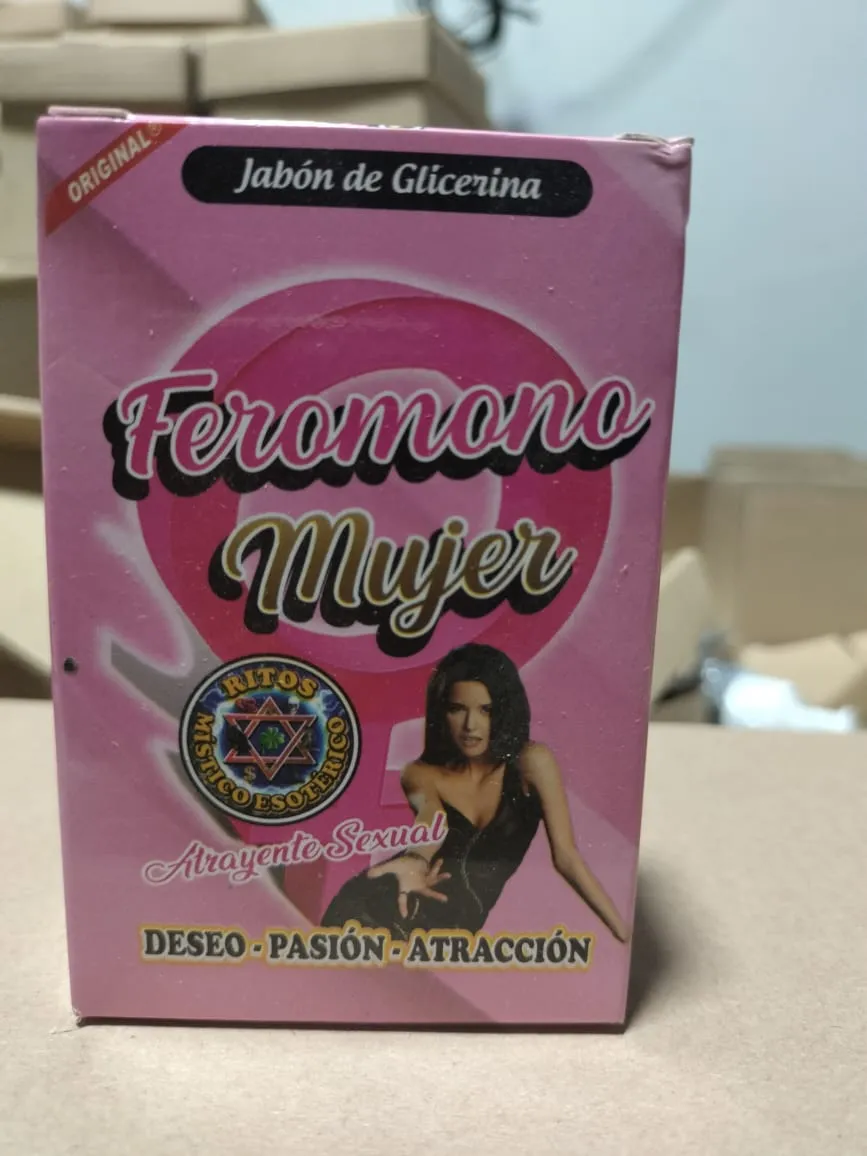 ORIGINAL®
Jabón de Glicerina
Feromono
Mujer
RITOS
MÍSTICO ESOTÉRICO
$
Atrayente Sexual
DESEO - PASIÓN - ATRACCIÓN